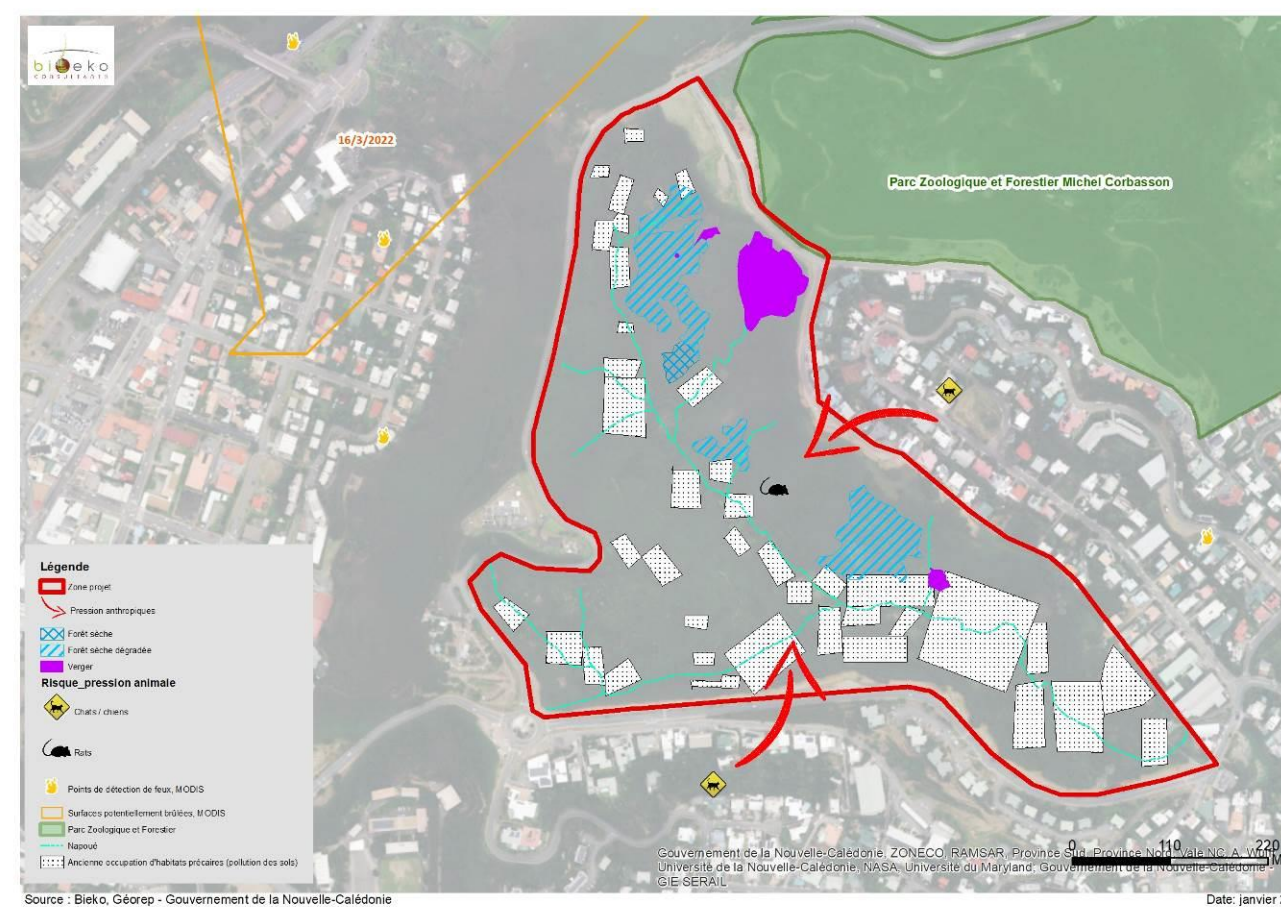 bioeko
CONSULTANTS
16/3/2022
Parc Zoologique et Forestier Michel Corbasson
Légende
Zone projet
Pression anthropiques
Forêt sèche
Forêt sèche dégradée
Verger
Risque_pression animale
Chats / chiens
Rats
Points de détection de feux, MODIS
Surfaces potentiellement brûlées, MODIS
Parc Zoologique et Forestier
Napoué
Ancienne occupation d'habitats précaires (pollution des sols)
0 110 220
M
Gouvernement de la Nouvelle-Calédonie, ZONECO, RAMSAR, Province Sud, Province Nord, Vale NC, A.
Université de la Nouvelle-Calédonie, NASA, Université du Maryland, Gouvernement de la Nouvelle-Calédonie -
GIE SERAIL
Source : Bieko, Géorep - Gouvernement de la Nouvelle-Calédonie
Date: janvier